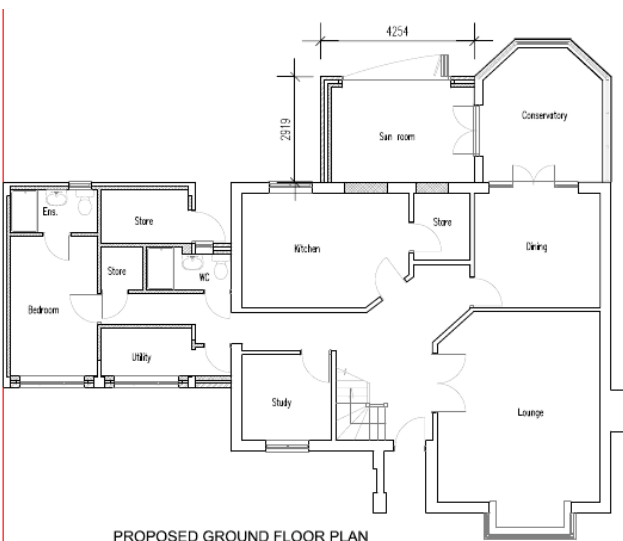 4254
2919
Sun room
Conservatory
Ens.
Store
Kitchen
Store
Dining
Store
WC
Bedroom
Utility
Study
Lounge
PROPOSED GROUND FLOOR PLAN